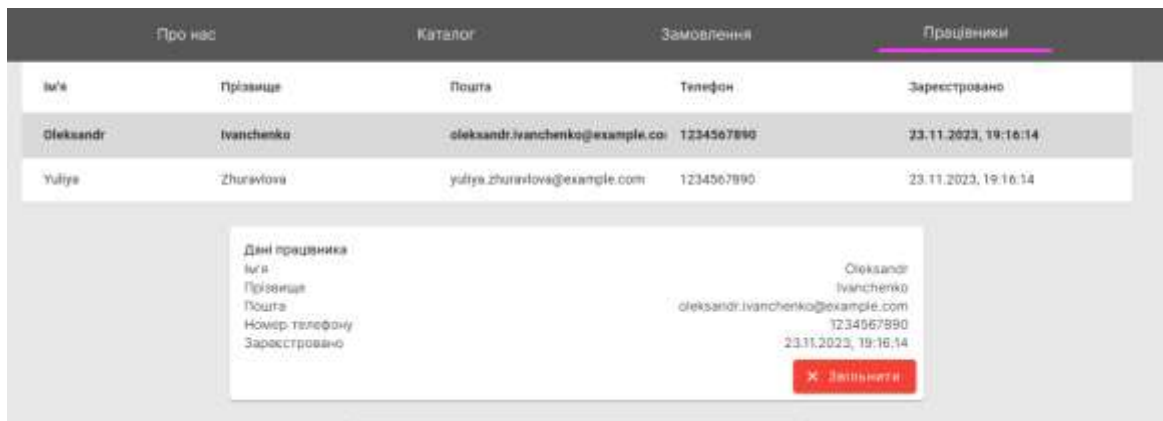 Про нас Каталог Замовлення Працівники
Ім'я Прізвище Пошта Телефон Зареєстровано
Oleksandr Ivanchenko oleksandr.ivanchenko@example.co 1234567890 23.11.2023, 19:16:14
Yuliya Zhuravlova yuliya.zhuravlova@example.com 1234567890 23.11.2023, 19:16:14
Дані працівника
Ім'я Oleksandr
Прізвище Ivanchenko
Пошта oleksandr.ivanchenko@example.com
Номер телефону 1234567890
Зареєстровано 23.11.2023, 19:16:14
× Звільнити